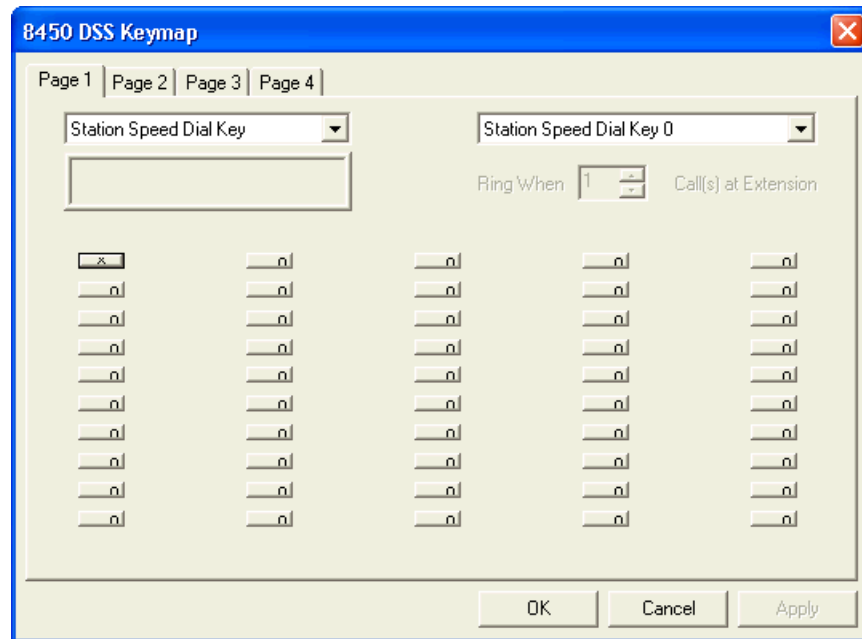 8450 DSS Keymap
Page 1 Page 2 Page 3 Page 4
Station Speed Dial Key Station Speed Dial Key 0
Ring When 1 Call(s) at Extension
x n n n n
n n n n n
n n n n n
n n n n n
n n n n n
n n n n n
n n n n n
n n n n n
n n n n n
n n n n n
OK Cancel Apply